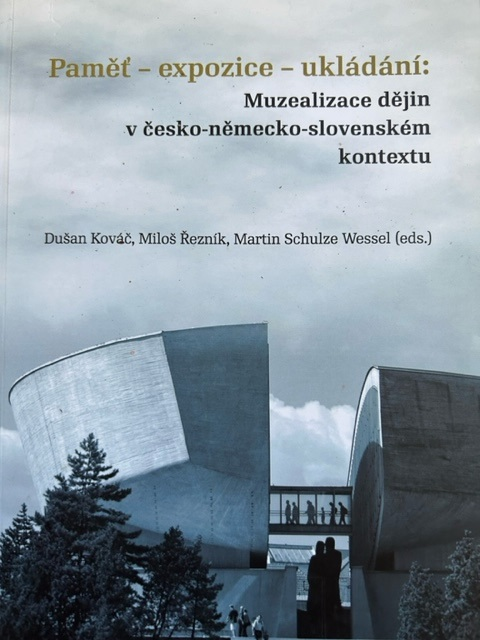 Paměť – expozice – ukládání:
Muzealizace dějin
v česko-německo-slovenském
kontextu
Dušan Kováč, Miloš Řezník, Martin Schulze Wessel (eds.)